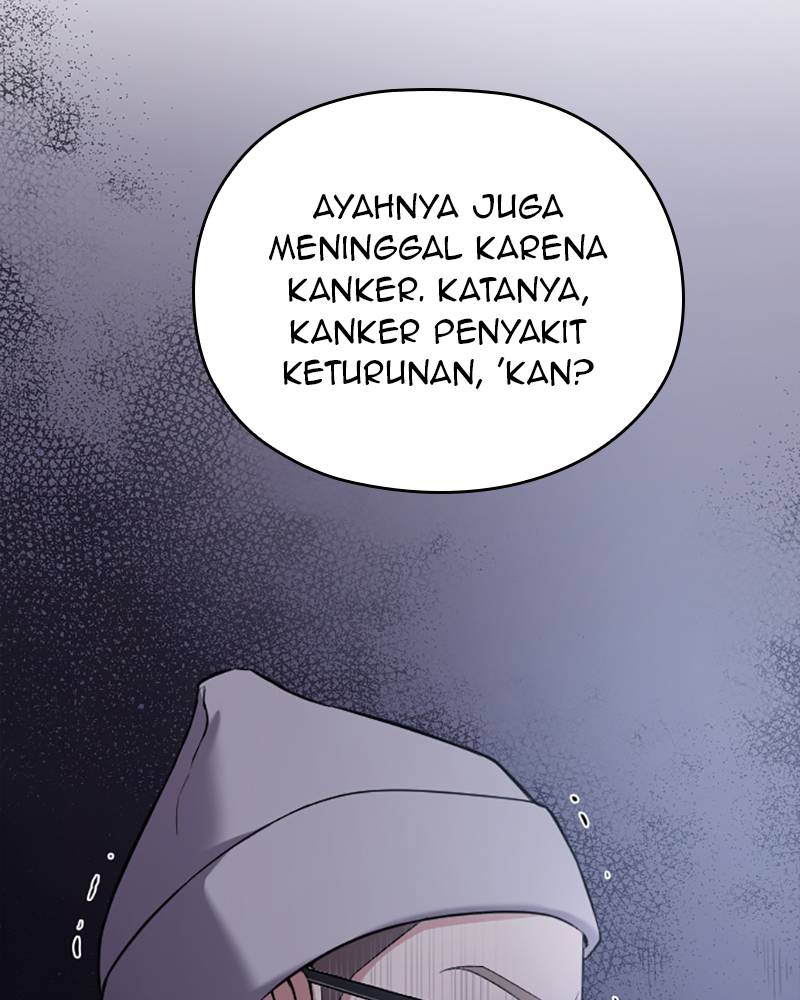 AYAHNYA JUGA
MENINGGAL KARENA
KANKER. KATANYA,
KANKER PENYAKIT
KETURUNAN, 'KAN?